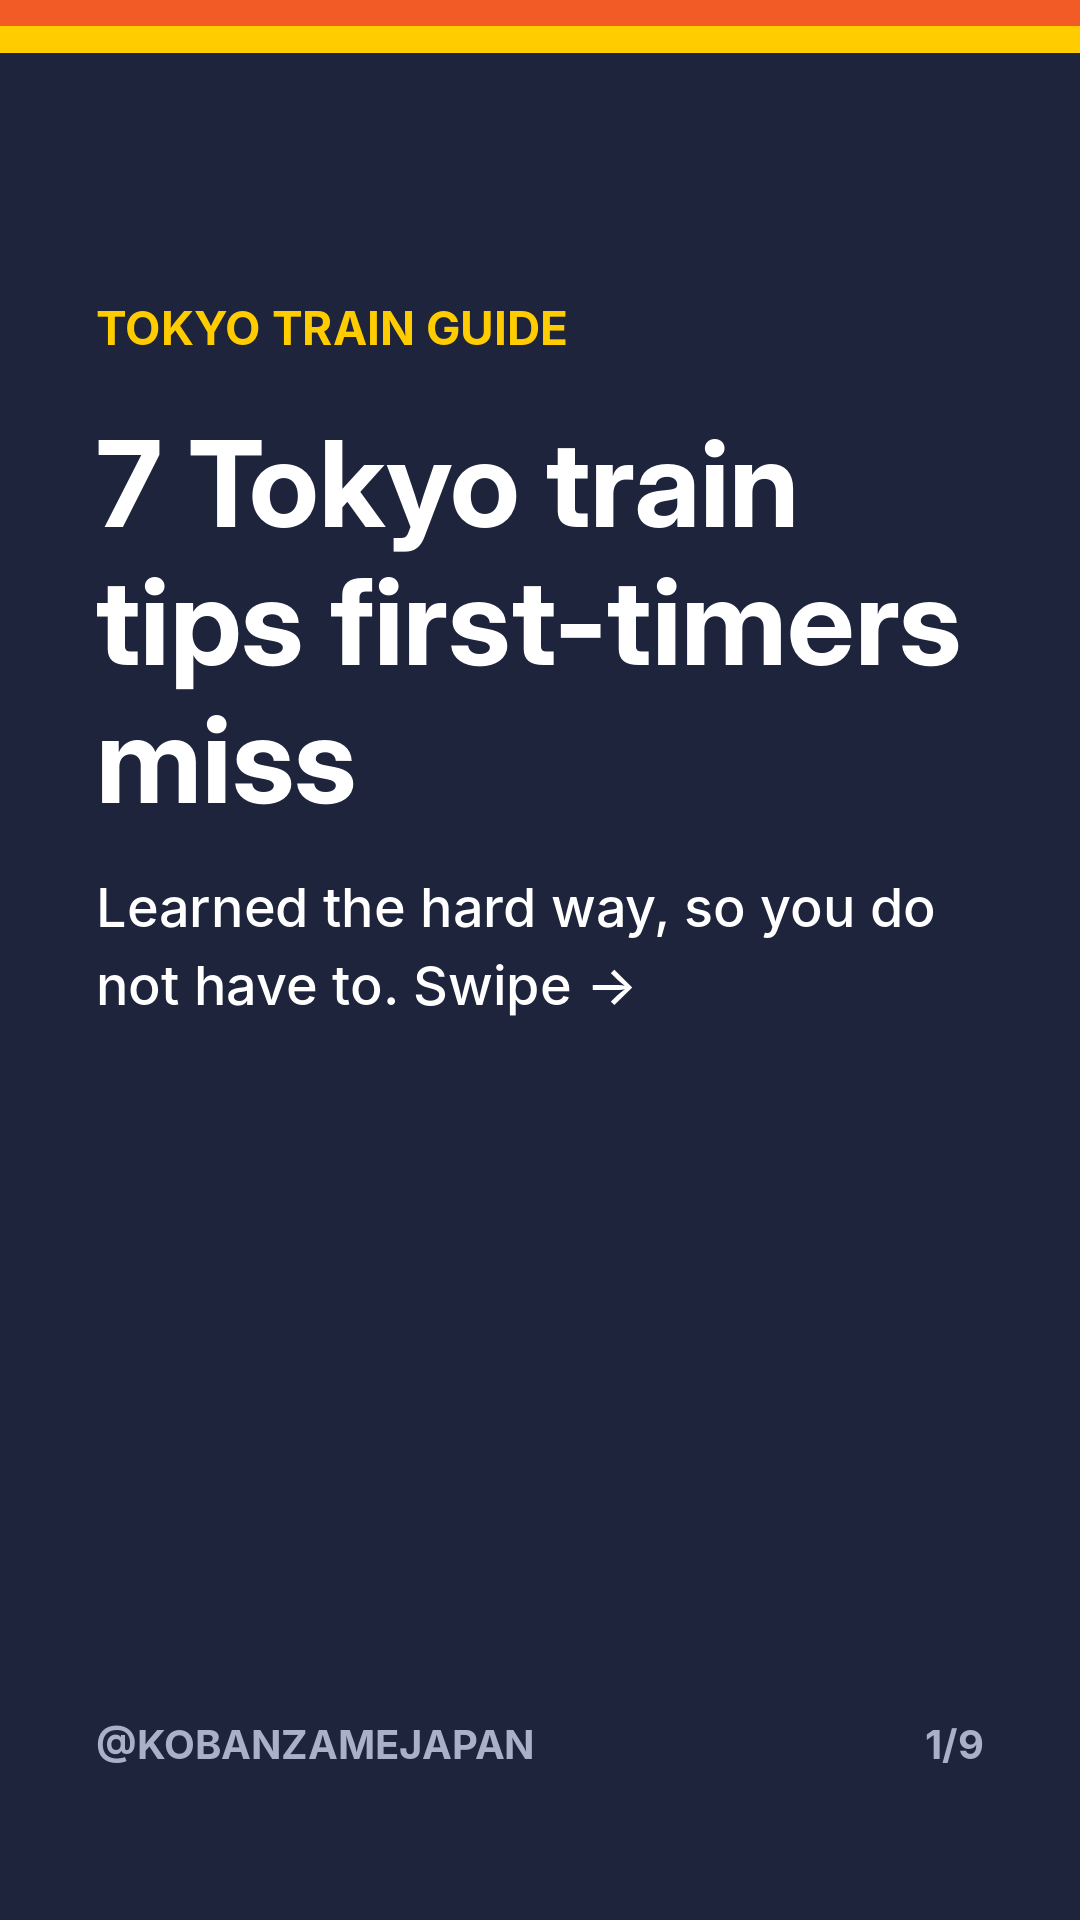 TOKYO TRAIN GUIDE
7 Tokyo train
tips first-timers
miss
Learned the hard way, so you do
not have to. Swipe →
@KOBANZAMEJAPAN
1/9